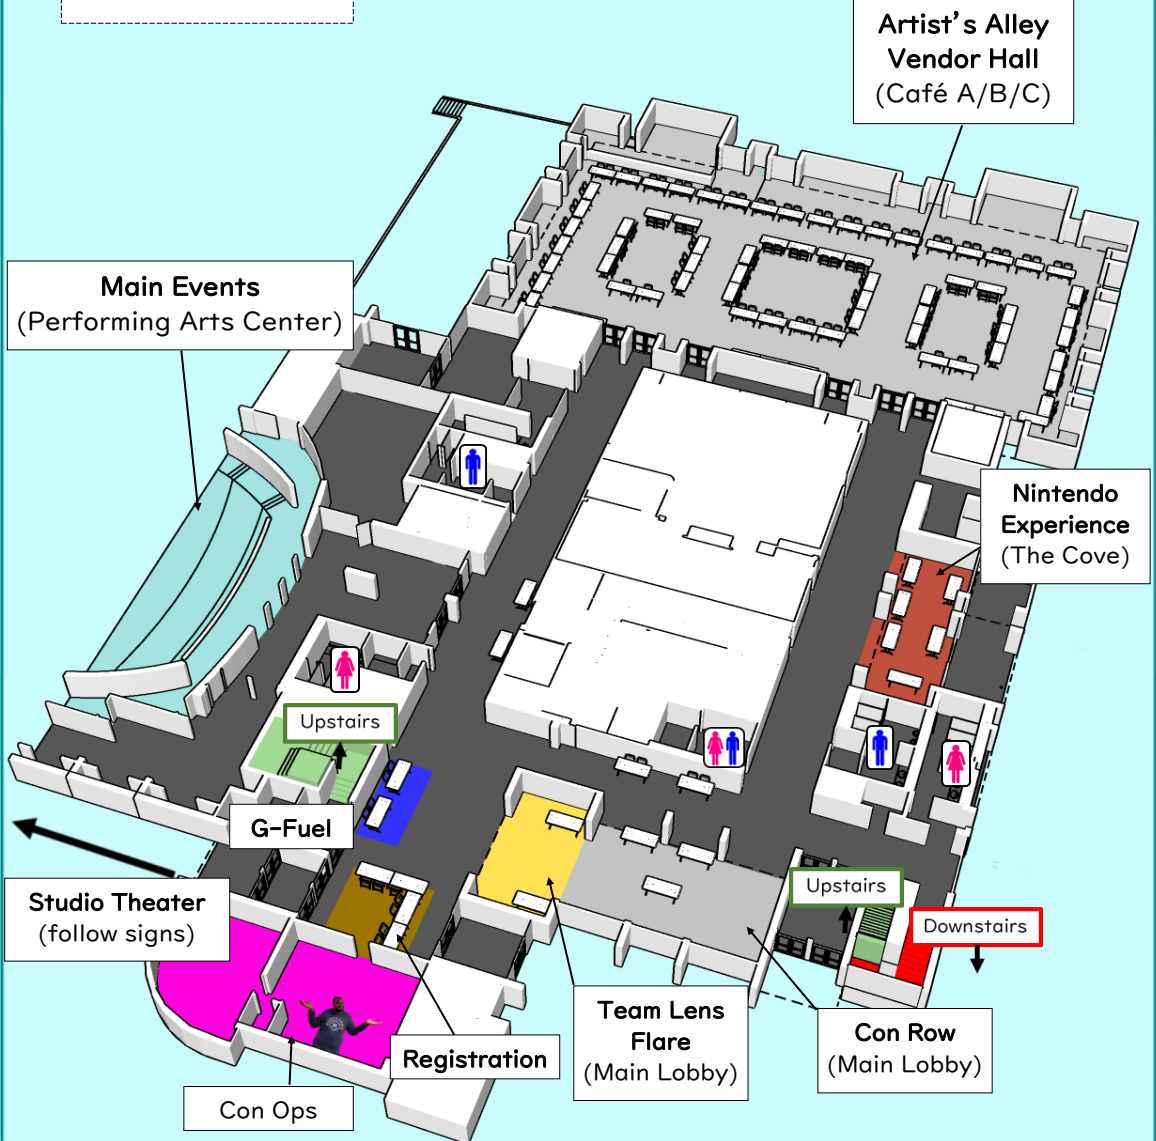 Artist's Alley
Vendor Hall
(Café A/B/C)
Main Events
(Performing Arts Center)
Nintendo
Experience
(The Cove)
Upstairs
G-Fuel
Studio Theater
(follow signs)
Upstairs
Downstairs
Team Lens
Flare
(Main Lobby)
Con Row
(Main Lobby)
Registration
Con Ops